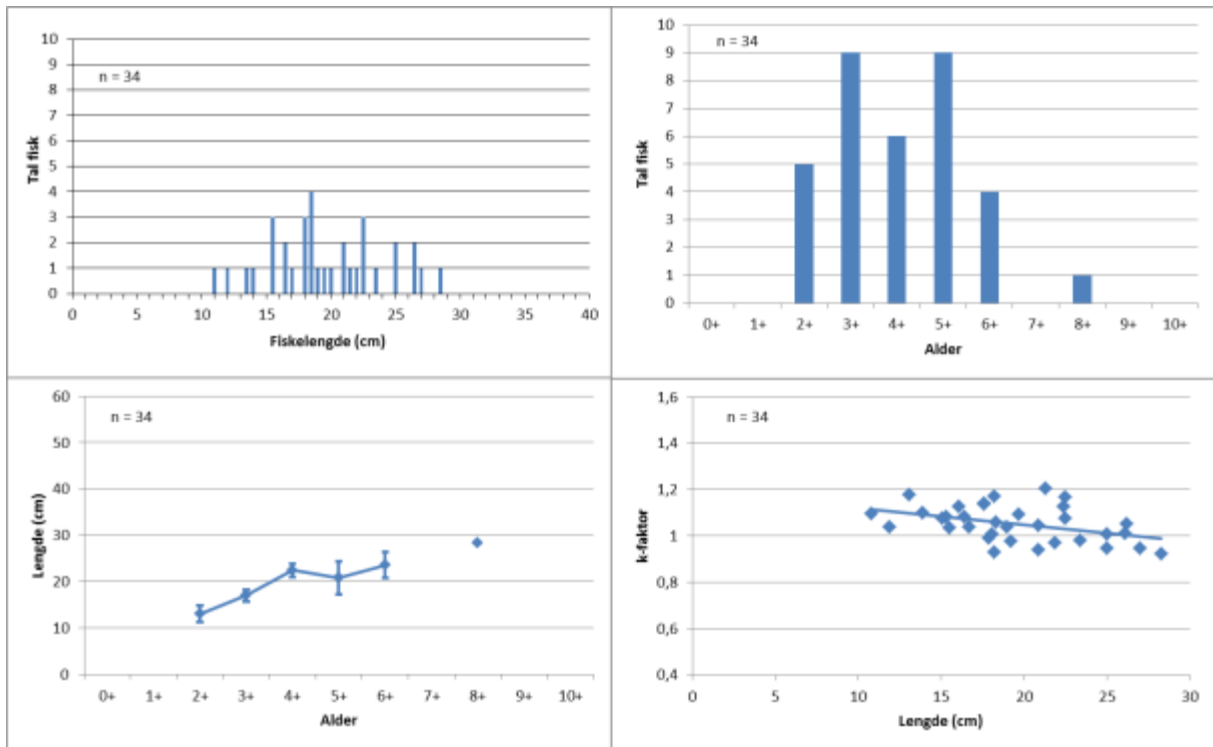 10
9
8
7
6
5
4
3
2
1
0
n = 34
Tal fisk
0 5 10 15 20 25 30 35 40
Fiskelengde (cm)
10
9
8
7
6
5
4
3
2
1
0
n = 34
Tal fisk
0+ 1+ 2+ 3+ 4+ 5+ 6+ 7+ 8+ 9+ 10+
Alder
60
50
40
30
20
10
0
n = 34
Lengde (cm)
0+ 1+ 2+ 3+ 4+ 5+ 6+ 7+ 8+ 9+ 10+
Alder
1,6
1,4
1,2
1
0,8
0,6
0,4
n = 34
k-faktor
0 5 10 15 20 25 30
Lengde (cm)